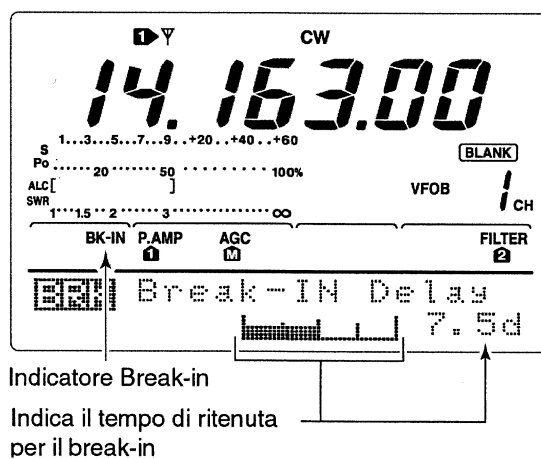 1 CW
14.163.00
S 1...3...5...7...9..+20..+40..+60
Po ......20..........50................100%
BLANK
ALC [ ]
SWR 1...1.5..2............3.................∞
VFOB 1 CH
BK-IN P.AMP AGC FILTER
1 M 2
BRK Break-IN Delay
7.5d
Indicatore Break-in
Indica il tempo di ritenuta
per il break-in